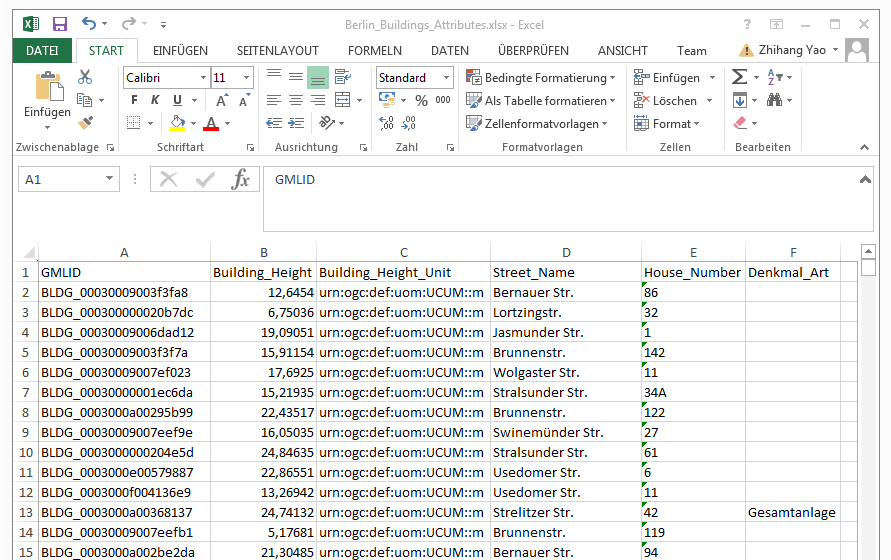 Berlin_Buildings_Attributes.xlsx - Excel
DATEI START EINFÜGEN SEITENLAYOUT FORMELN DATEN ÜBERPRÜFEN ANSICHT Team Zhihang Yao
Einfügen
Calibri 11
F K U
A A
A
Standard
% 000
,00 ,0
Bedingte Formatierung
Als Tabelle formatieren
Zellenformatvorlagen
Einfügen
Löschen
Format
Zwischenablage Schriftart Ausrichtung Zahl Formatvorlagen Zellen Bearbeiten
A1 fx GMLID
A B C D E F
1 GMLID Building_Height Building_Height_Unit Street_Name House_Number Denkmal_Art
2 BLDG_00030009003f3fa8 12,6454 urn:ogc:def:uom:UCUM::m Bernauer Str. 86
3 BLDG_00030000020b7dc 6,75036 urn:ogc:def:uom:UCUM::m Lortzingstr. 32
4 BLDG_00030009006dad12 19,09051 urn:ogc:def:uom:UCUM::m Jasmunder Str. 1
5 BLDG_00030009003f3f7a 15,91154 urn:ogc:def:uom:UCUM::m Brunnenstr. 142
6 BLDG_0003009007ef023 17,6925 urn:ogc:def:uom:UCUM::m Wolgaster Str. 11
7 BLDG_00030000001ec6da 15,21935 urn:ogc:def:uom:UCUM::m Stralsunder Str. 34A
8 BLDG_0003000a00295b99 22,43517 urn:ogc:def:uom:UCUM::m Brunnenstr. 122
9 BLDG_0003009007eef9e 16,05035 urn:ogc:def:uom:UCUM::m Swinemünder Str. 27
10 BLDG_0003000000204e5d 24,84635 urn:ogc:def:uom:UCUM::m Stralsunder Str. 61
11 BLDG_0003000e00579887 22,86551 urn:ogc:def:uom:UCUM::m Usedomer Str. 6
12 BLDG_0003000f004136e9 13,26942 urn:ogc:def:uom:UCUM::m Usedomer Str. 11
13 BLDG_0003000a00368137 24,74132 urn:ogc:def:uom:UCUM::m Strelitzer Str. 42 Gesamtanlage
14 BLDG_0003009007eefb1 5,17681 urn:ogc:def:uom:UCUM::m Brunnenstr. 119
15 BLDG_0003000a002be2da 21,30485 urn:ogc:def:uom:UCUM::m Bernauer Str. 94